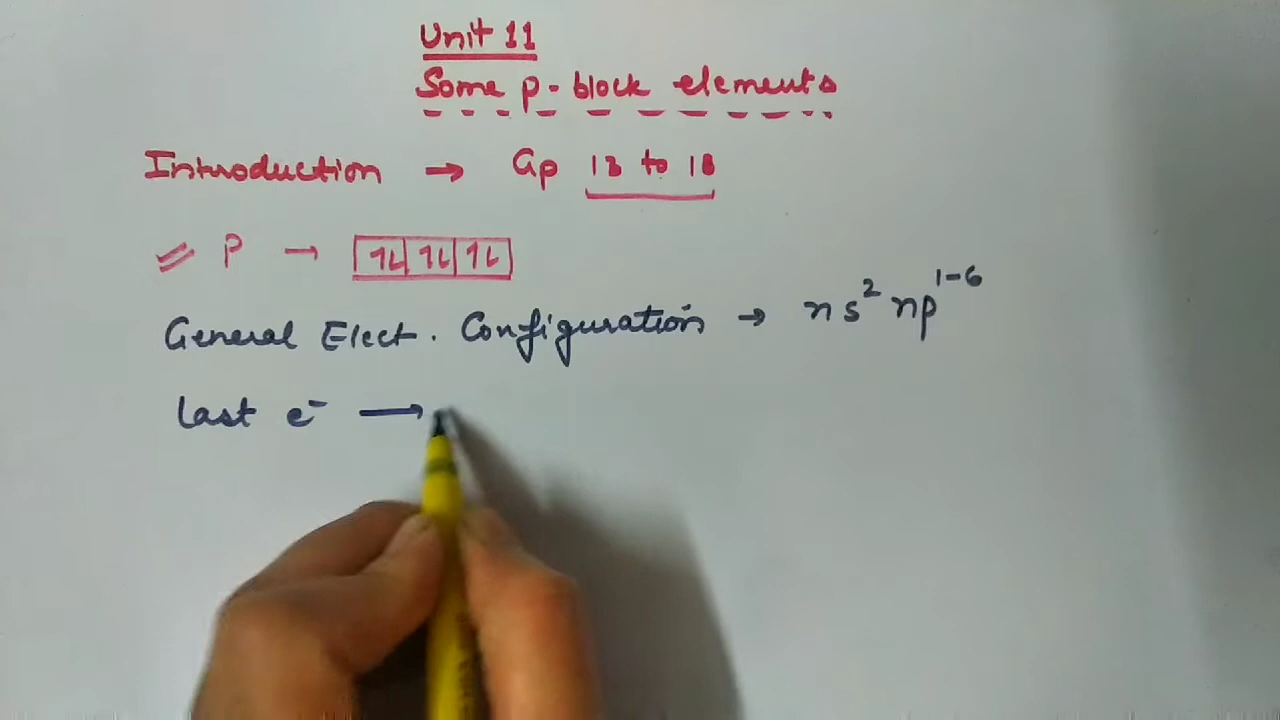 Unit 11
Some p-block elements
Introduction → Gp 13 to 18
P → 1L 1L 1L
General Elect. Configuration → ns² np¹⁻⁶
last e⁻ →